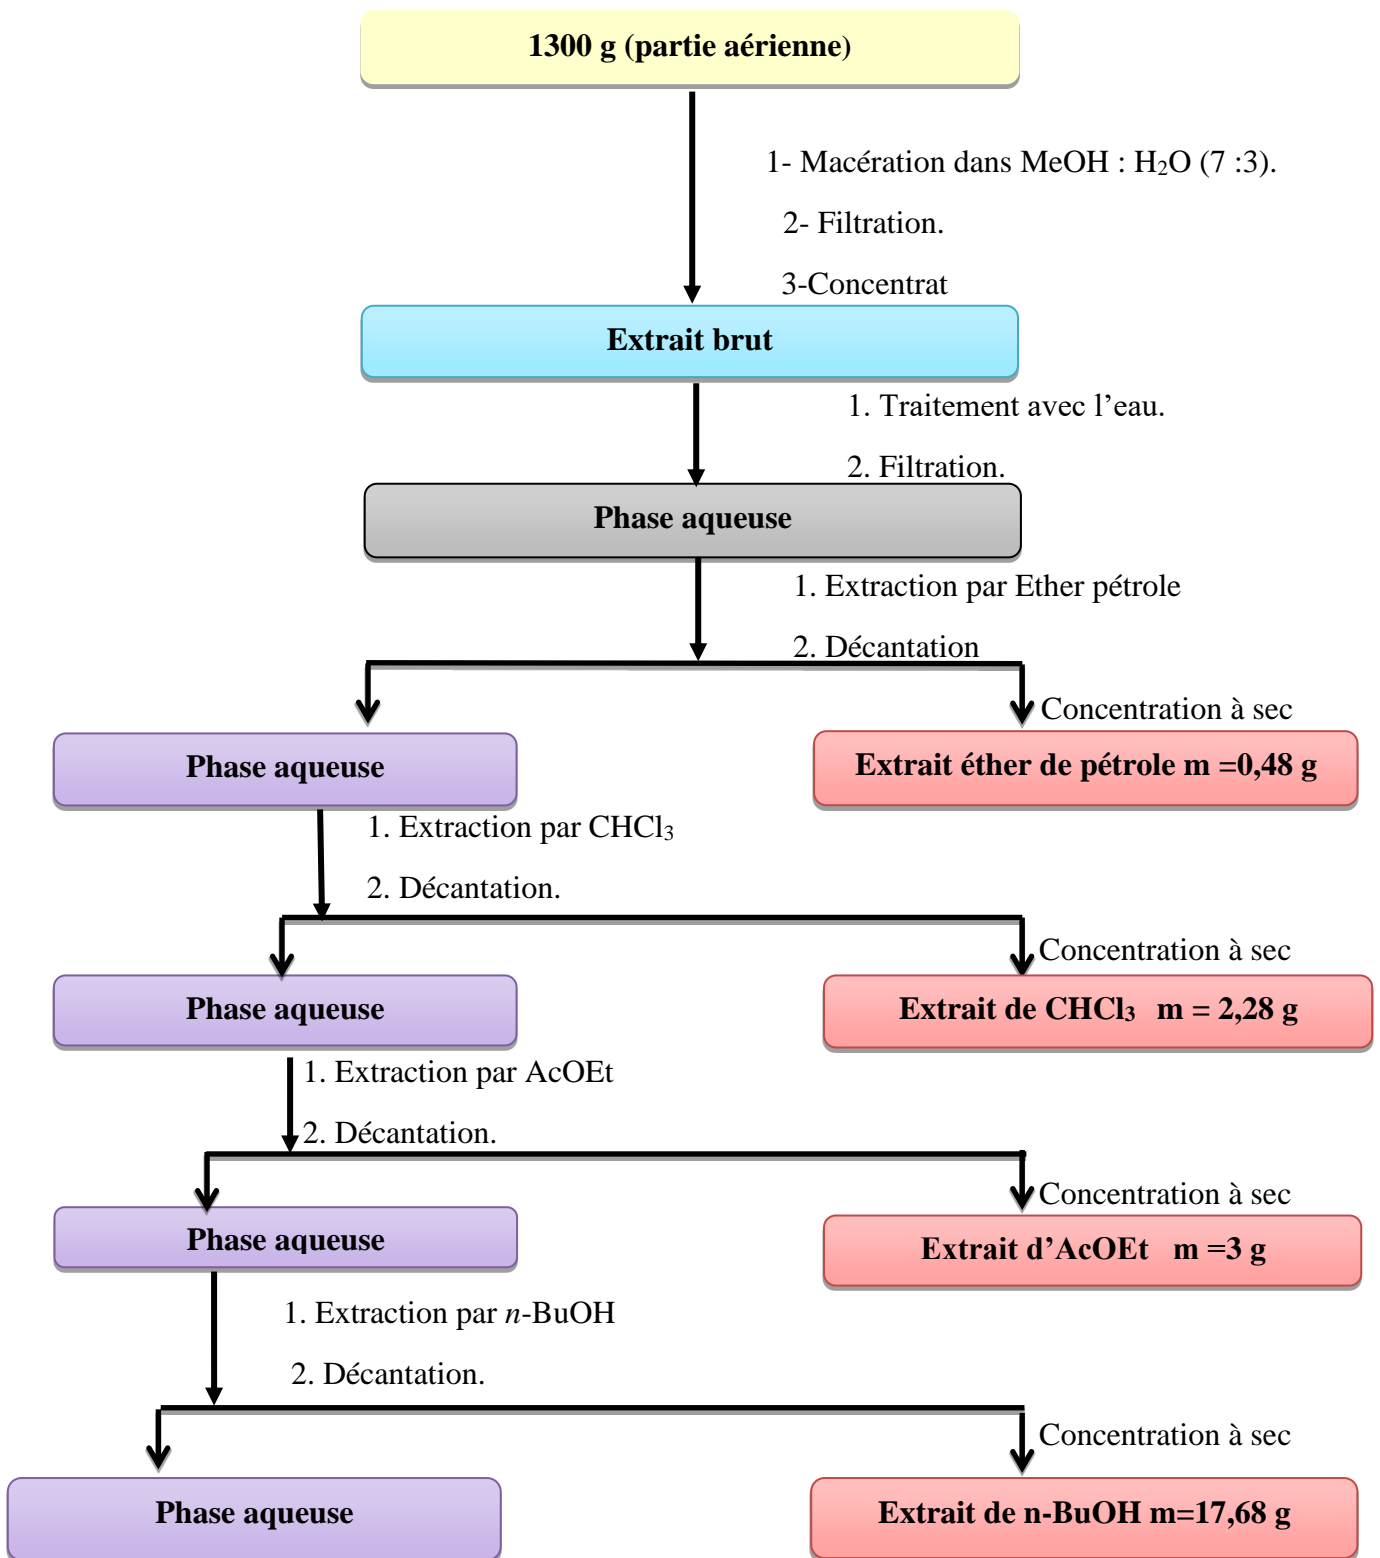 1300 g (partie aérienne)
1- Macération dans MeOH : H₂O (7 :3).
2- Filtration.
3-Concentrat
Extrait brut
1. Traitement avec l’eau.
2. Filtration.
Phase aqueuse
1. Extraction par Ether pétrole
2. Décantation
Concentration à sec
Phase aqueuse
Extrait éther de pétrole m =0,48 g
1. Extraction par CHCl₃
2. Décantation.
Concentration à sec
Phase aqueuse
Extrait de CHCl₃ m = 2,28 g
1. Extraction par AcOEt
2. Décantation.
Concentration à sec
Phase aqueuse
Extrait d’AcOEt m =3 g
1. Extraction par n-BuOH
2. Décantation.
Concentration à sec
Phase aqueuse
Extrait de n-BuOH m=17,68 g